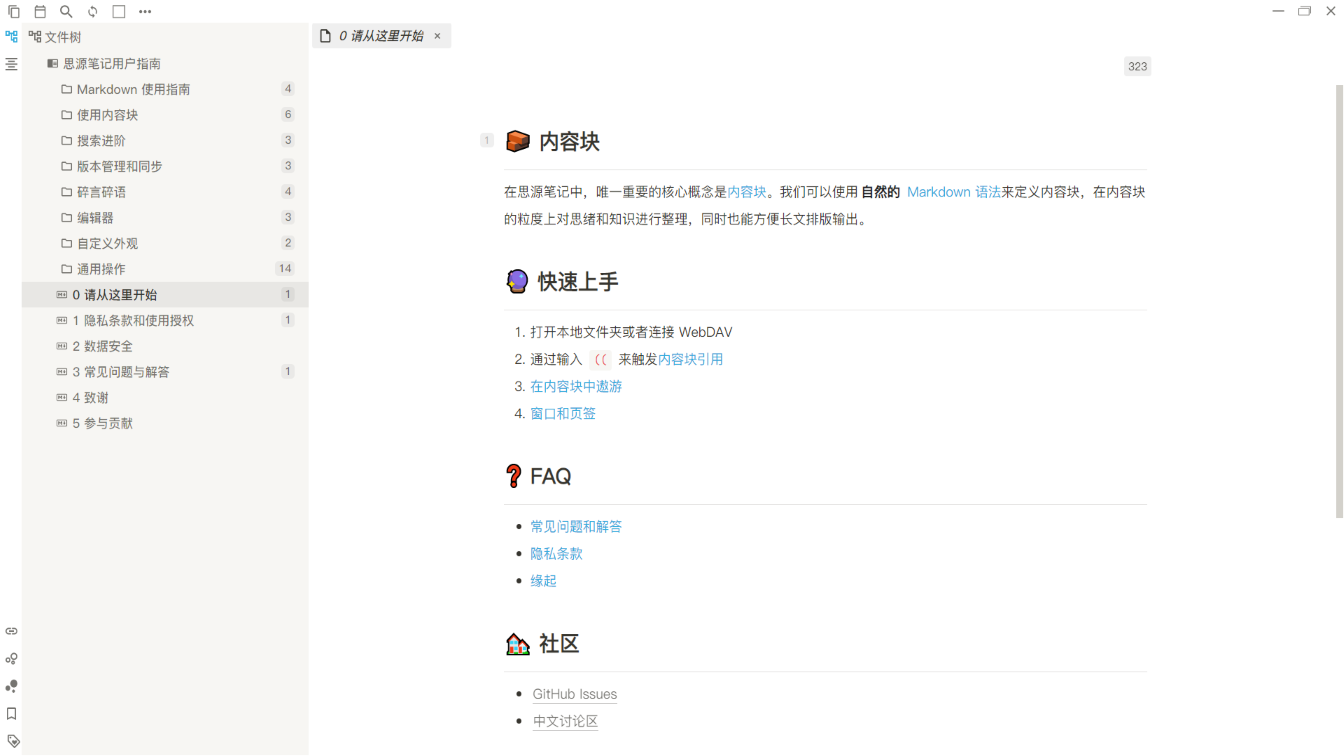 文件树
思源笔记用户指南
Markdown 使用指南 4
使用内容块 6
搜索进阶 3
版本管理和同步 3
碎言碎语 4
编辑器 3
自定义外观 2
通用操作 14
0 请从这里开始 1
1 隐私条款和使用授权 1
2 数据安全
3 常见问题与解答 1
4 致谢
5 参与贡献
0 请从这里开始 ×
323
1 内容块
在思源笔记中，唯一重要的核心概念是内容块。我们可以使用 自然的 Markdown 语法来定义内容块，在内容块
的粒度上对思绪和知识进行整理，同时也能方便长文排版输出。
快速上手
1. 打开本地文件夹或者连接 WebDAV
2. 通过输入 (( 来触发内容块引用
3. 在内容块中遨游
4. 窗口和页签
FAQ
• 常见问题和解答
• 隐私条款
• 缘起
社区
• GitHub Issues
• 中文讨论区